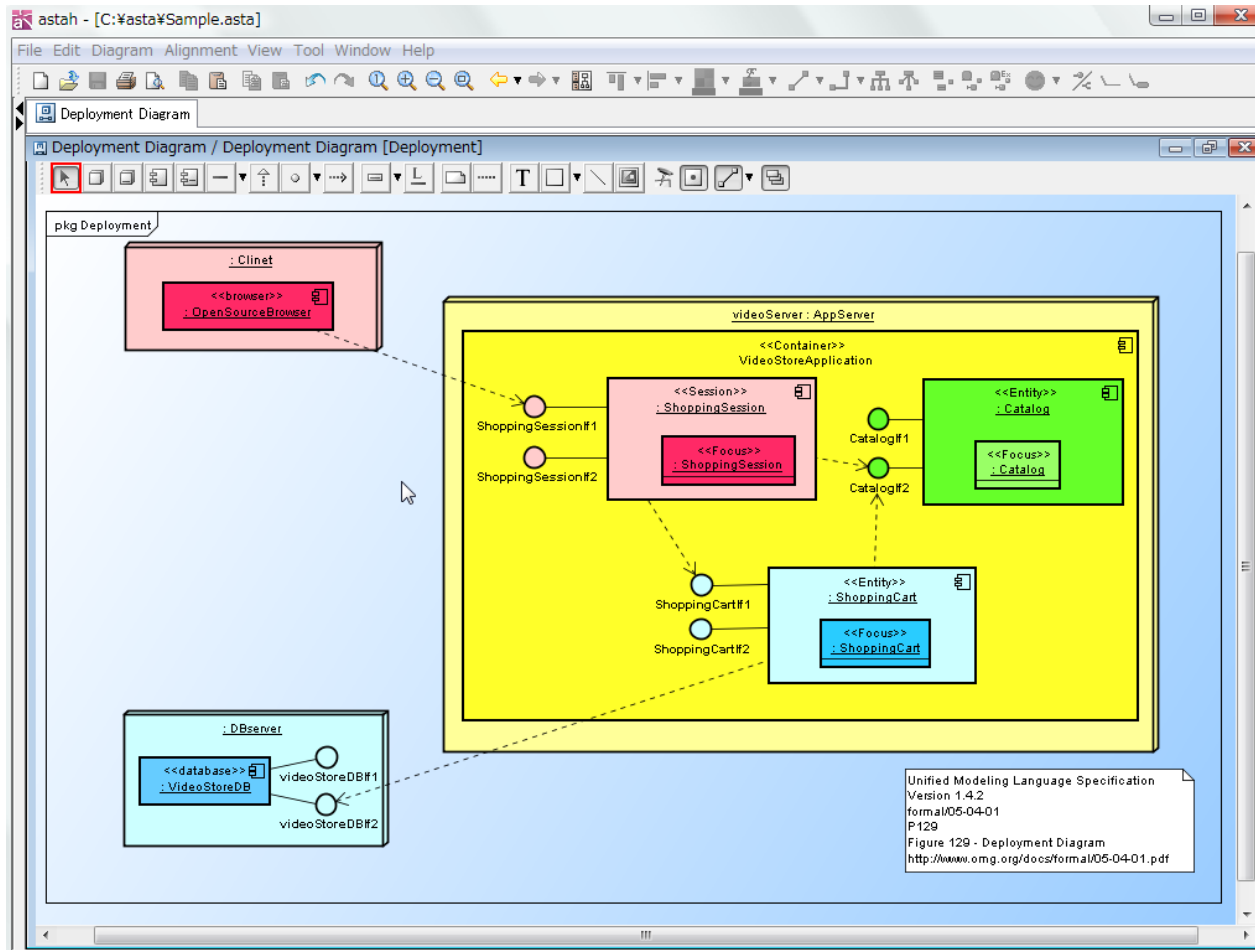 astah - [C:¥asta¥Sample.asta]
File Edit Diagram Alignment View Tool Window Help
Deployment Diagram
Deployment Diagram / Deployment Diagram [Deployment]
T
pkg Deployment
: Clinet
<<browser>>
: OpenSourceBrowser
videoServer : AppServer
<<Container>>
VideoStoreApplication
<<Session>>
: ShoppingSession
<<Focus>>
: ShoppingSession
ShoppingSessionIf1
ShoppingSessionIf2
<<Entity>>
: Catalog
<<Focus>>
: Catalog
CatalogIf1
CatalogIf2
<<Entity>>
: ShoppingCart
<<Focus>>
: ShoppingCart
ShoppingCartIf1
ShoppingCartIf2
: DBserver
<<database>>
: VideoStoreDB
videoStoreDBIf1
videoStoreDBIf2
Unified Modeling Language Specification
Version 1.4.2
formal/05-04-01
P129
Figure 129 - Deployment Diagram
http://www.omg.org/docs/formal/05-04-01.pdf